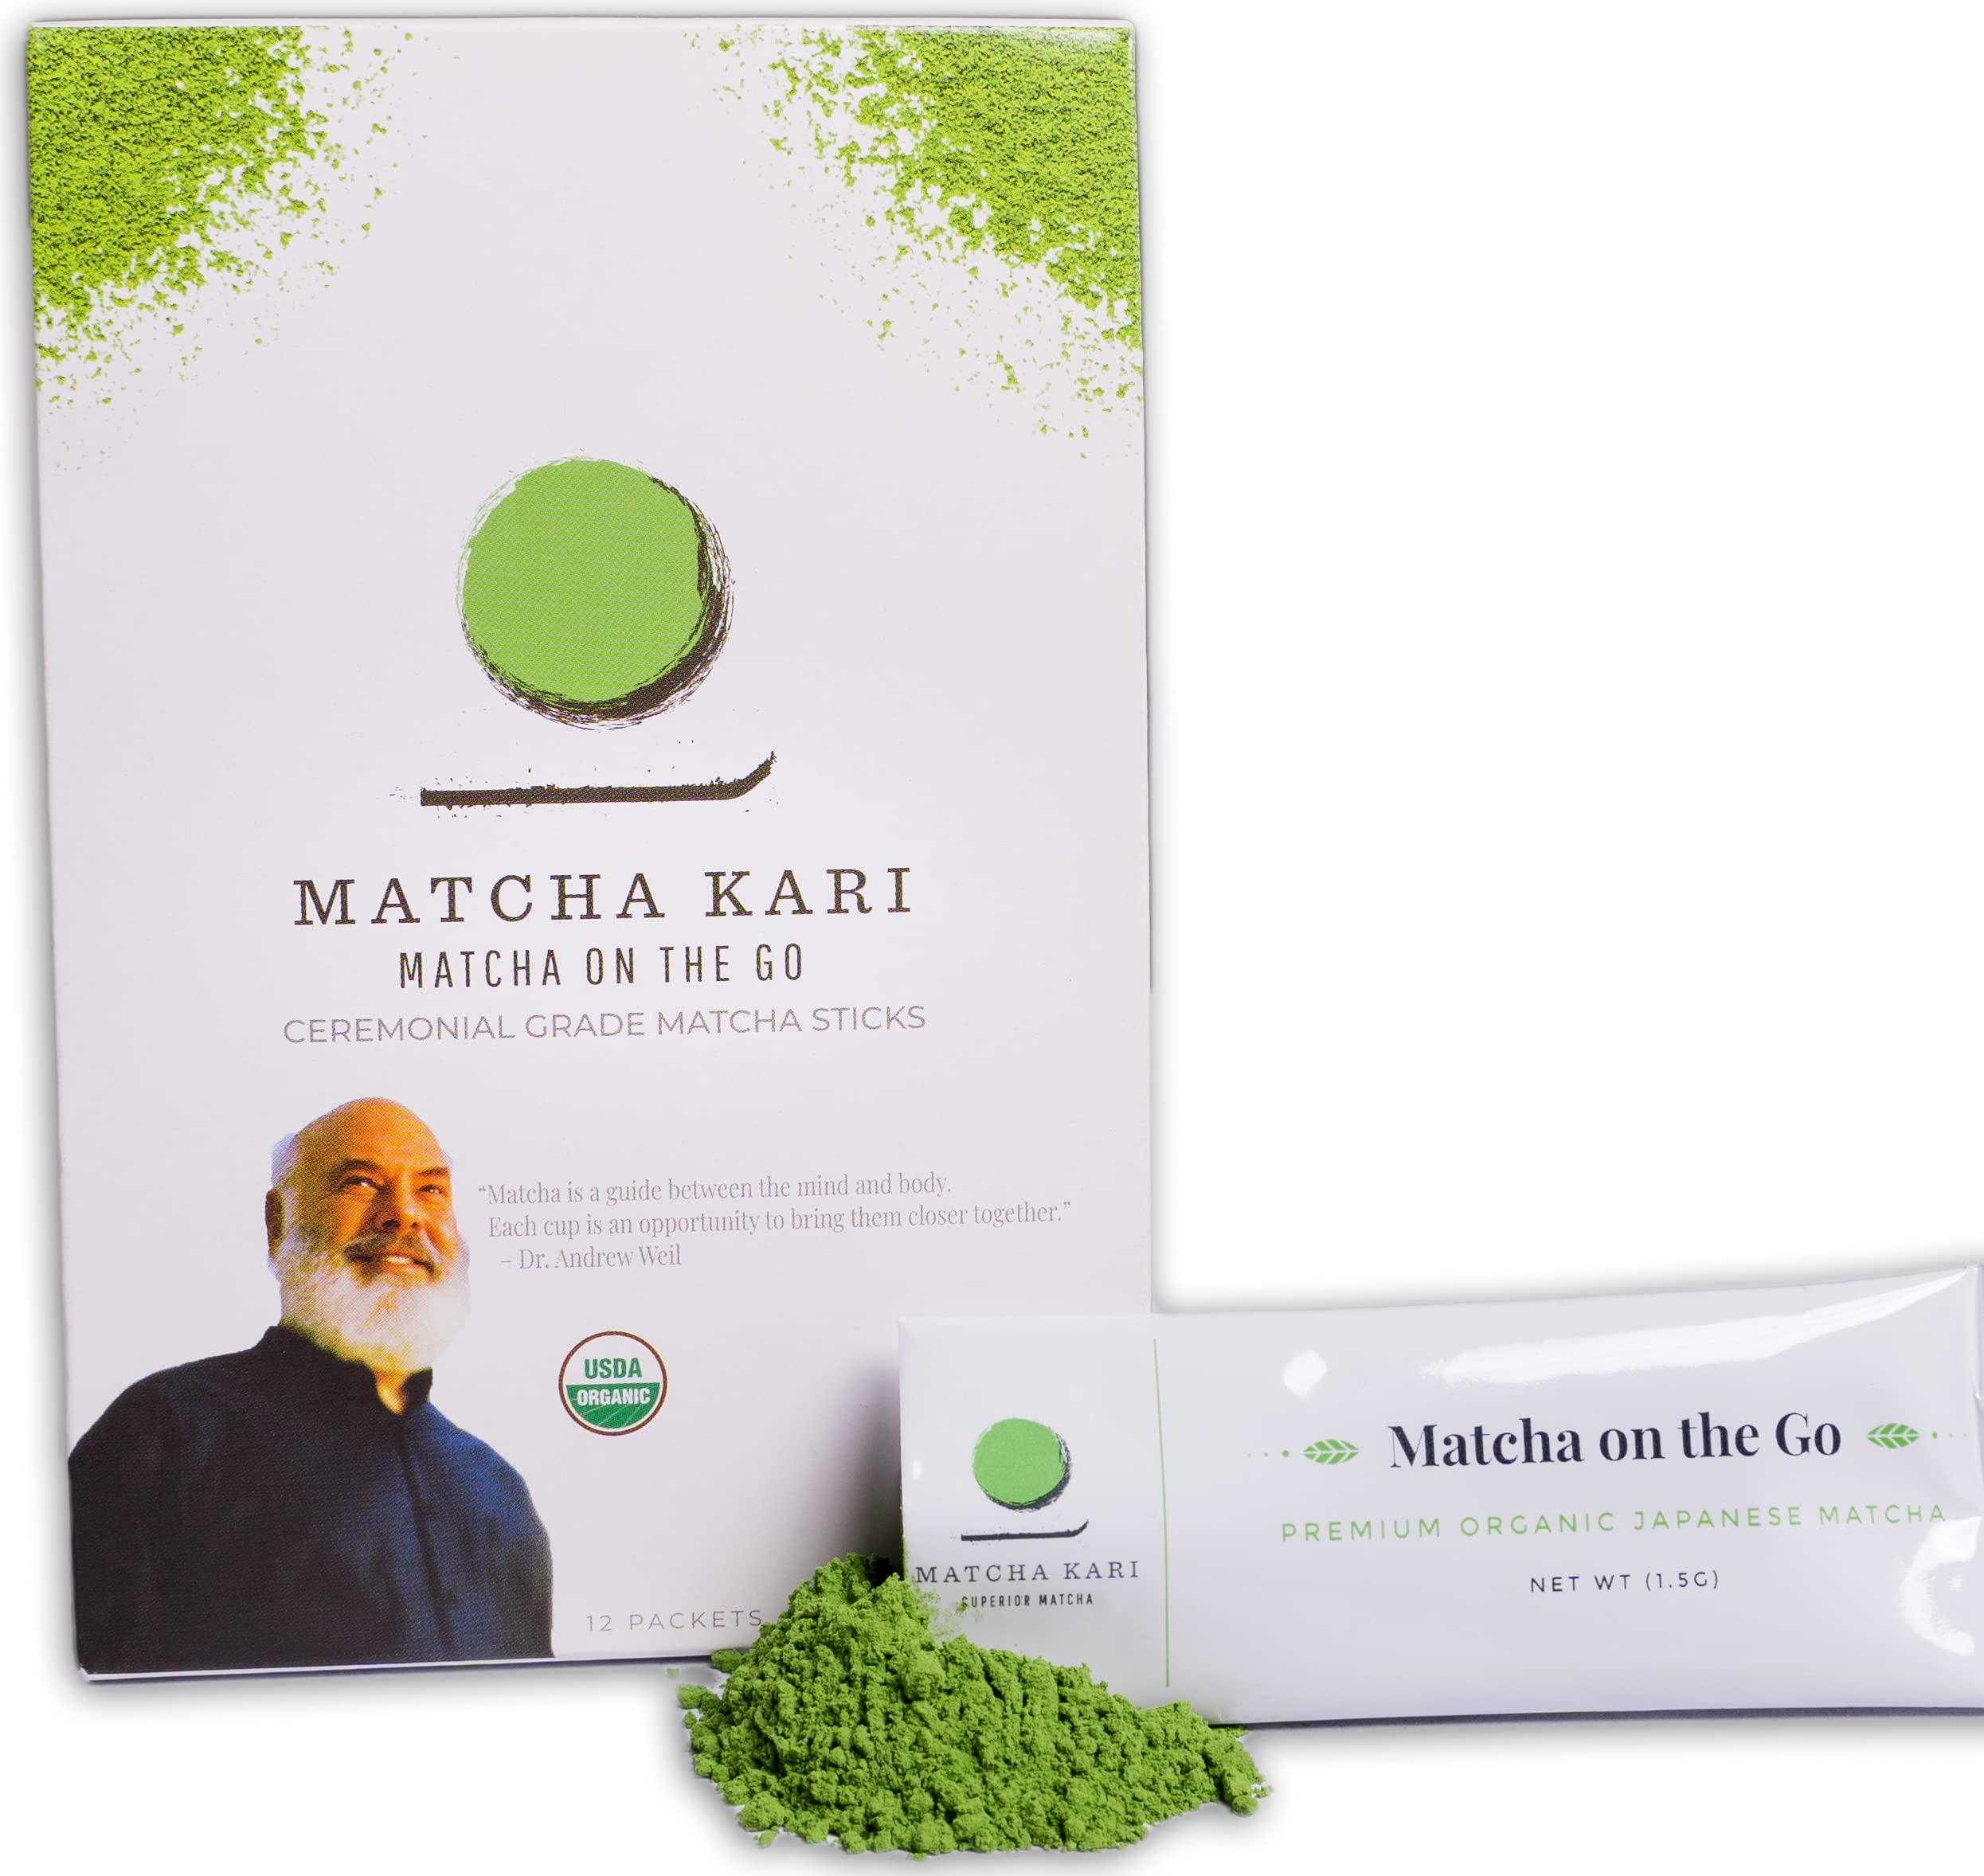 MATCHA KARI
MATCHA ON THE GO
CEREMONIAL GRADE MATCHA STICKS
“Matcha is a guide between the mind and body.
Each cup is an opportunity to bring them closer together.”
– Dr. Andrew Weil
USDA
ORGANIC
12 PACKETS
MATCHA KARI
SUPERIOR MATCHA
Matcha on the Go
PREMIUM ORGANIC JAPANESE MATCHA
NET WT (1.5G)